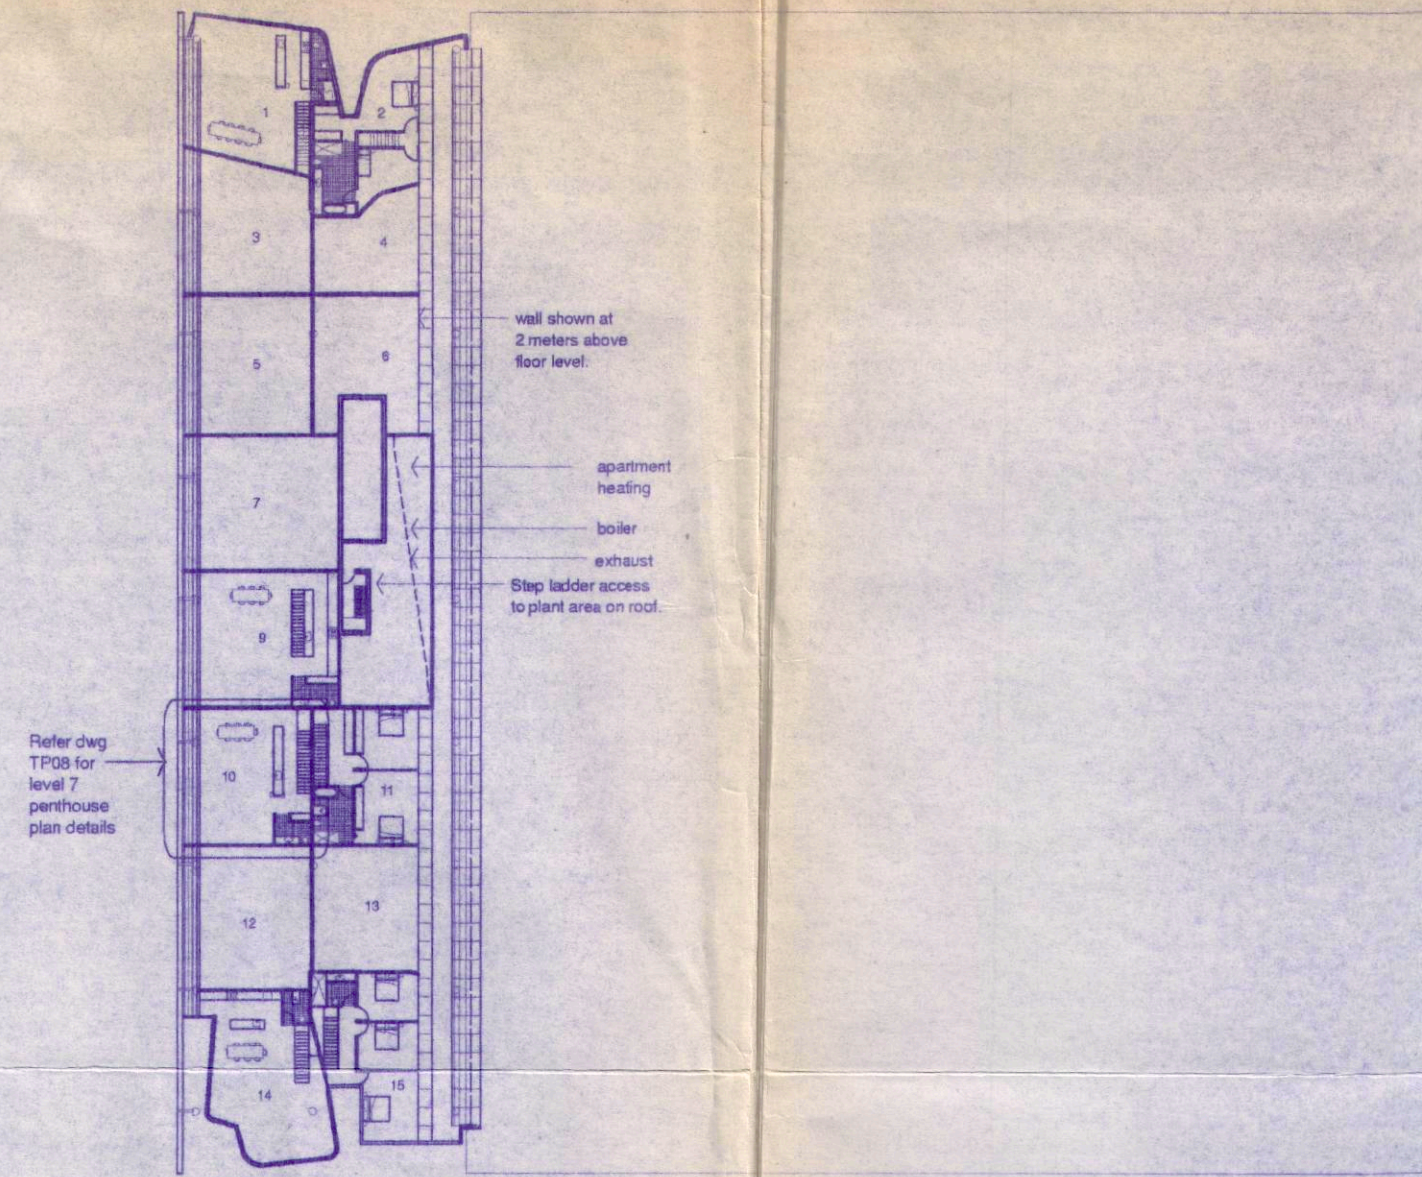 1
2
3
4
wall shown at
2 meters above
floor level.
5
6
apartment
heating
7
boiler
exhaust
Step ladder access
to plant area on roof.
9
Refer dwg
TP08 for
level 7
penthouse
plan details
10
11
12
13
14
15